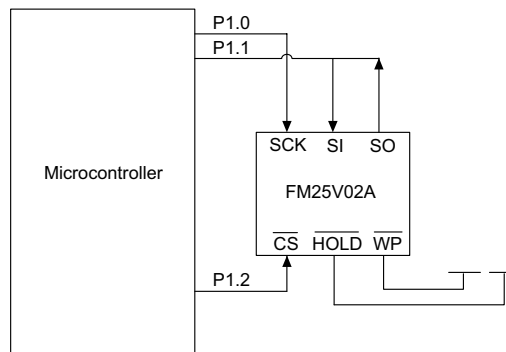 P1.0
P1.1
SCK SI SO
Microcontroller
FM25V02A
CS HOLD WP
P1.2